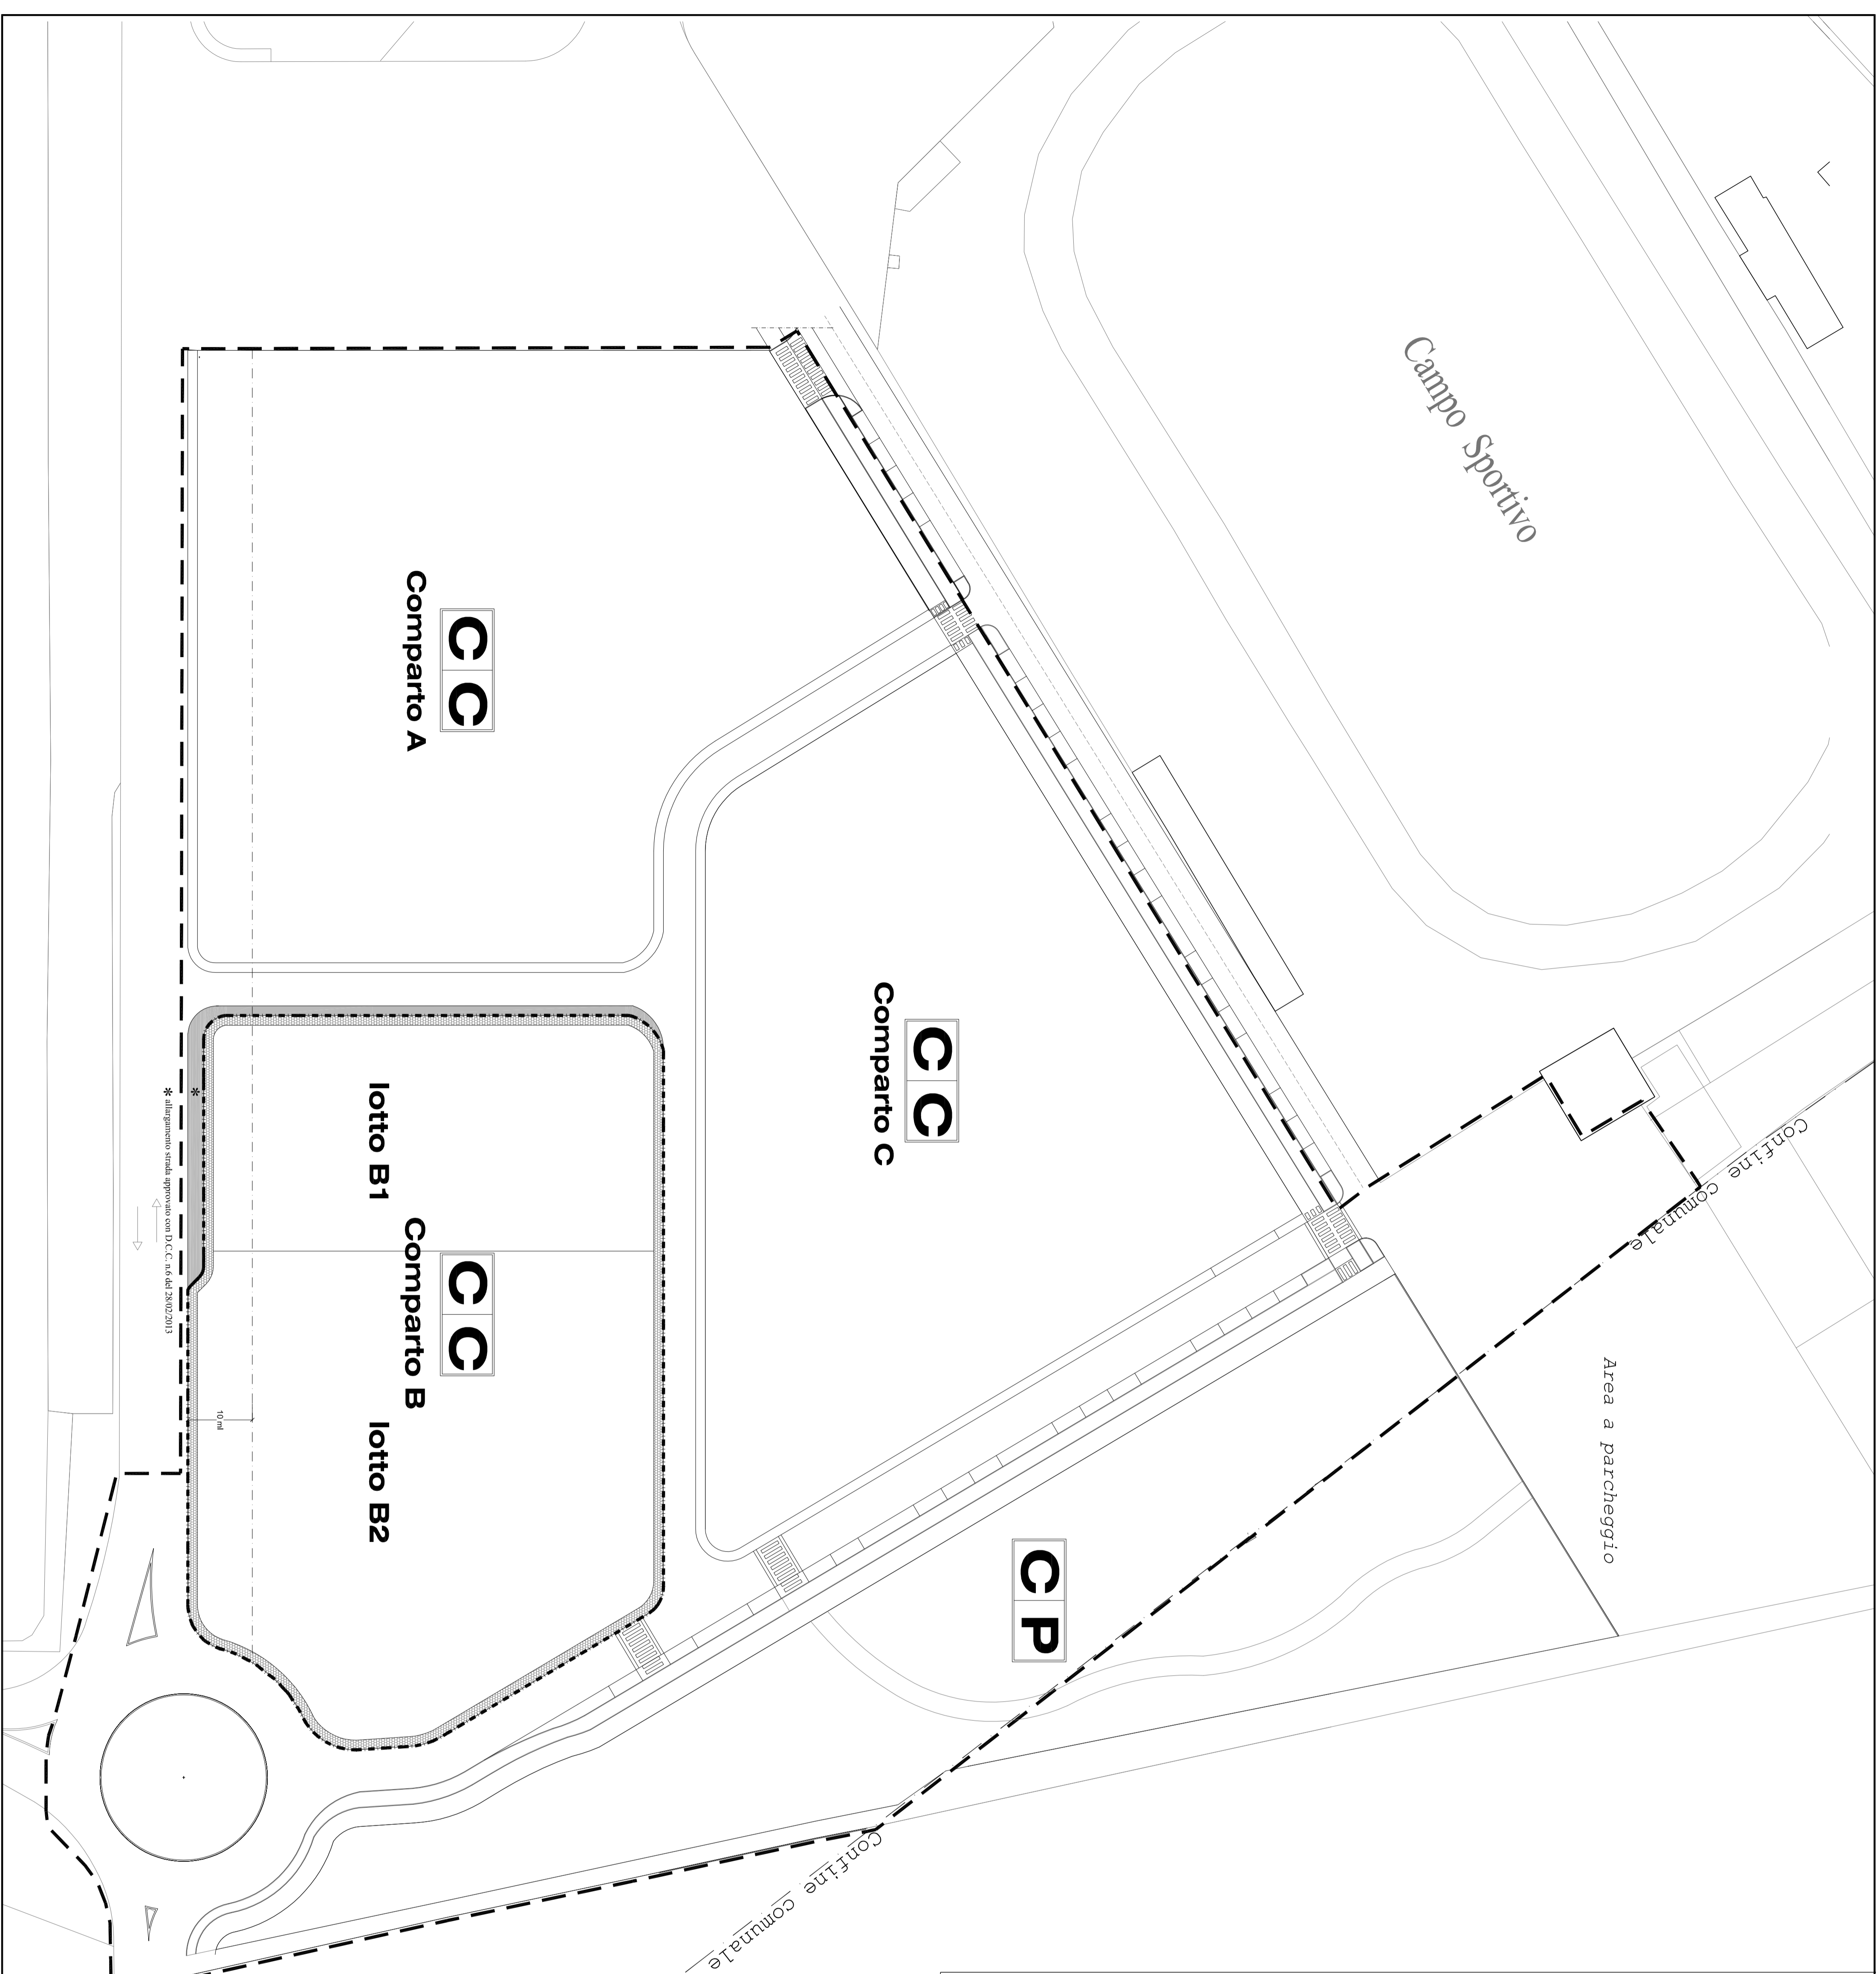 Campo Sportivo
Confine comunale
Area a parcheggio
C C
Comparto C
C P
Confine comunale
C C
Comparto A
C C
Comparto B
lotto B1
lotto B2
10 ml
*
* allargamento strada approvato con D.C.C. n.6 del 28/02/2013